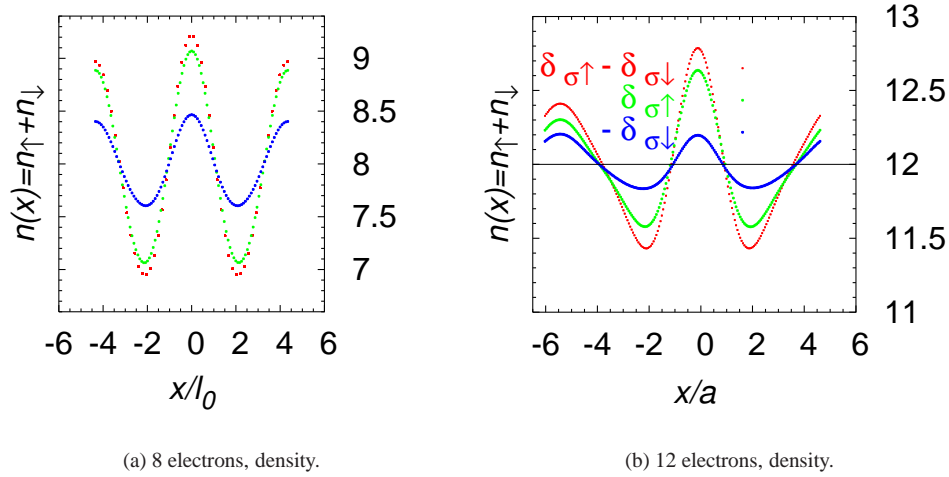 n(x)=n↑+n↓
9
8.5
8
7.5
7
-6 -4 -2 0 2 4 6
x/l0
(a) 8 electrons, density.
n(x)=n↑+n↓
δσ↑ - δσ↓
δσ↑
- δσ↓
13
12.5
12
11.5
11
-6 -4 -2 0 2 4 6
x/a
(b) 12 electrons, density.